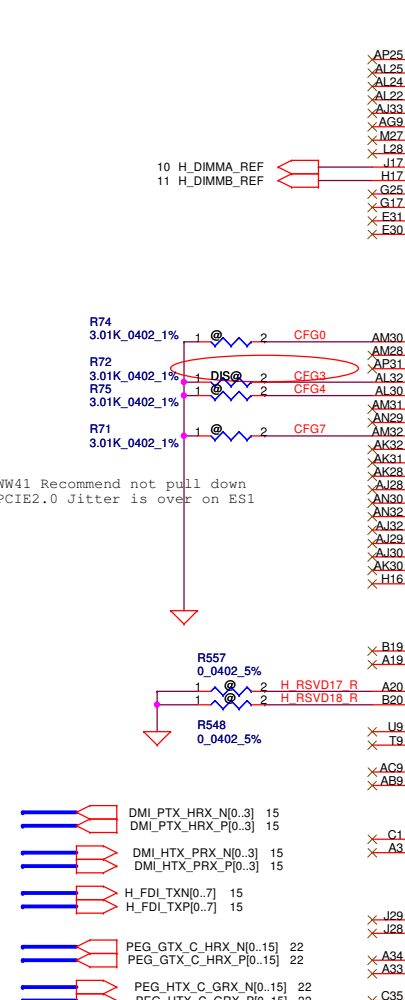 AP25
AL25
AL24
AL22
AJ33
AG9
M27
L28
10 H_DIMMA_REF J17
11 H_DIMMB_REF H17
G25
G17
E31
E30
R74
3.01K_0402_1% 1 @ 2 CFG0 AM30
AM28
R72 AP31
3.01K_0402_1% 1 DIS@ 2 CFG3 AL32
R75 1 @ 2 CFG4 AL30
3.01K_0402_1% AM31
AN29
R71 1 @ 2 CFG7 AM32
3.01K_0402_1% AK32
AK31
AK28
WW41 Recommend not pull down AJ28
PCIE2.0 Jitter is over on ES1 AN30
AN32
AJ32
AJ29
AJ30
AK30
H16
B19
R557 A19
0_0402_5%
1 @ 2 H_RSVD17_R A20
1 @ 2 H_RSVD18_R B20
R548 U9
0_0402_5% T9
AC9
AB9
DMI_PTX_HRX_N[0..3] 15
DMI_PTX_HRX_P[0..3] 15
C1
A3
DMI_HTX_PRX_N[0..3] 15
DMI_HTX_PRX_P[0..3] 15
H_FDI_TXN[0..7] 15
H_FDI_TXP[0..7] 15
J29
J28
PEG_GTX_C_HRX_N[0..15] 22
PEG_GTX_C_HRX_P[0..15] 22
A34
A33
PEG_HTX_C_GRX_N[0..15] 22
PEG_HTX_C_GRX_P[0..15] 22
C35